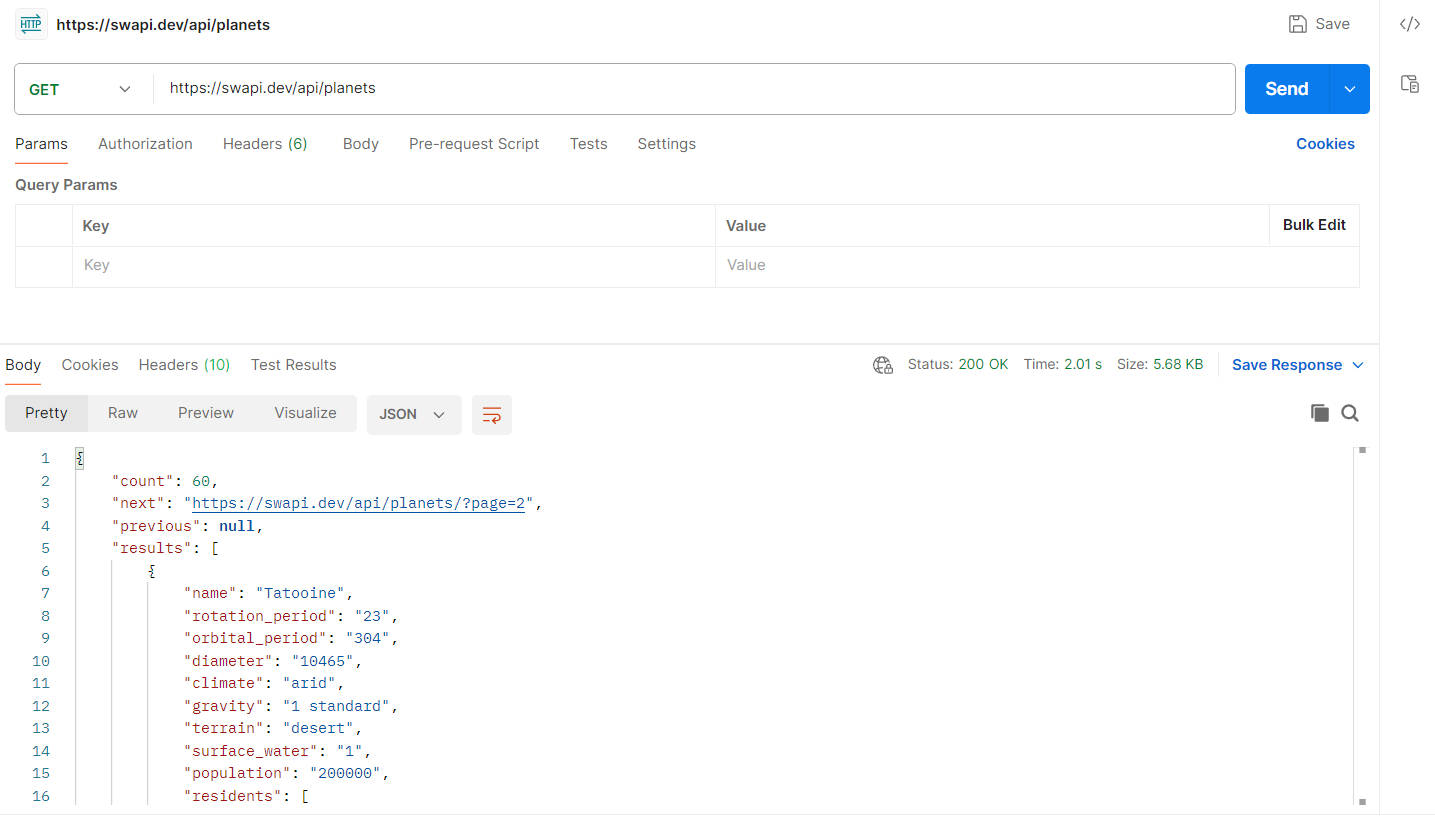 HTTP https://swapi.dev/api/planets Save </>
GET https://swapi.dev/api/planets Send
Params Authorization Headers (6) Body Pre-request Script Tests Settings Cookies
Query Params
Key Value Bulk Edit
Key Value
Body Cookies Headers (10) Test Results Status: 200 OK Time: 2.01 s Size: 5.68 KB Save Response
Pretty Raw Preview Visualize JSON
1 {
2 "count": 60,
3 "next": "https://swapi.dev/api/planets/?page=2",
4 "previous": null,
5 "results": [
6 {
7 "name": "Tatooine",
8 "rotation_period": "23",
9 "orbital_period": "304",
10 "diameter": "10465",
11 "climate": "arid",
12 "gravity": "1 standard",
13 "terrain": "desert",
14 "surface_water": "1",
15 "population": "200000",
16 "residents": [